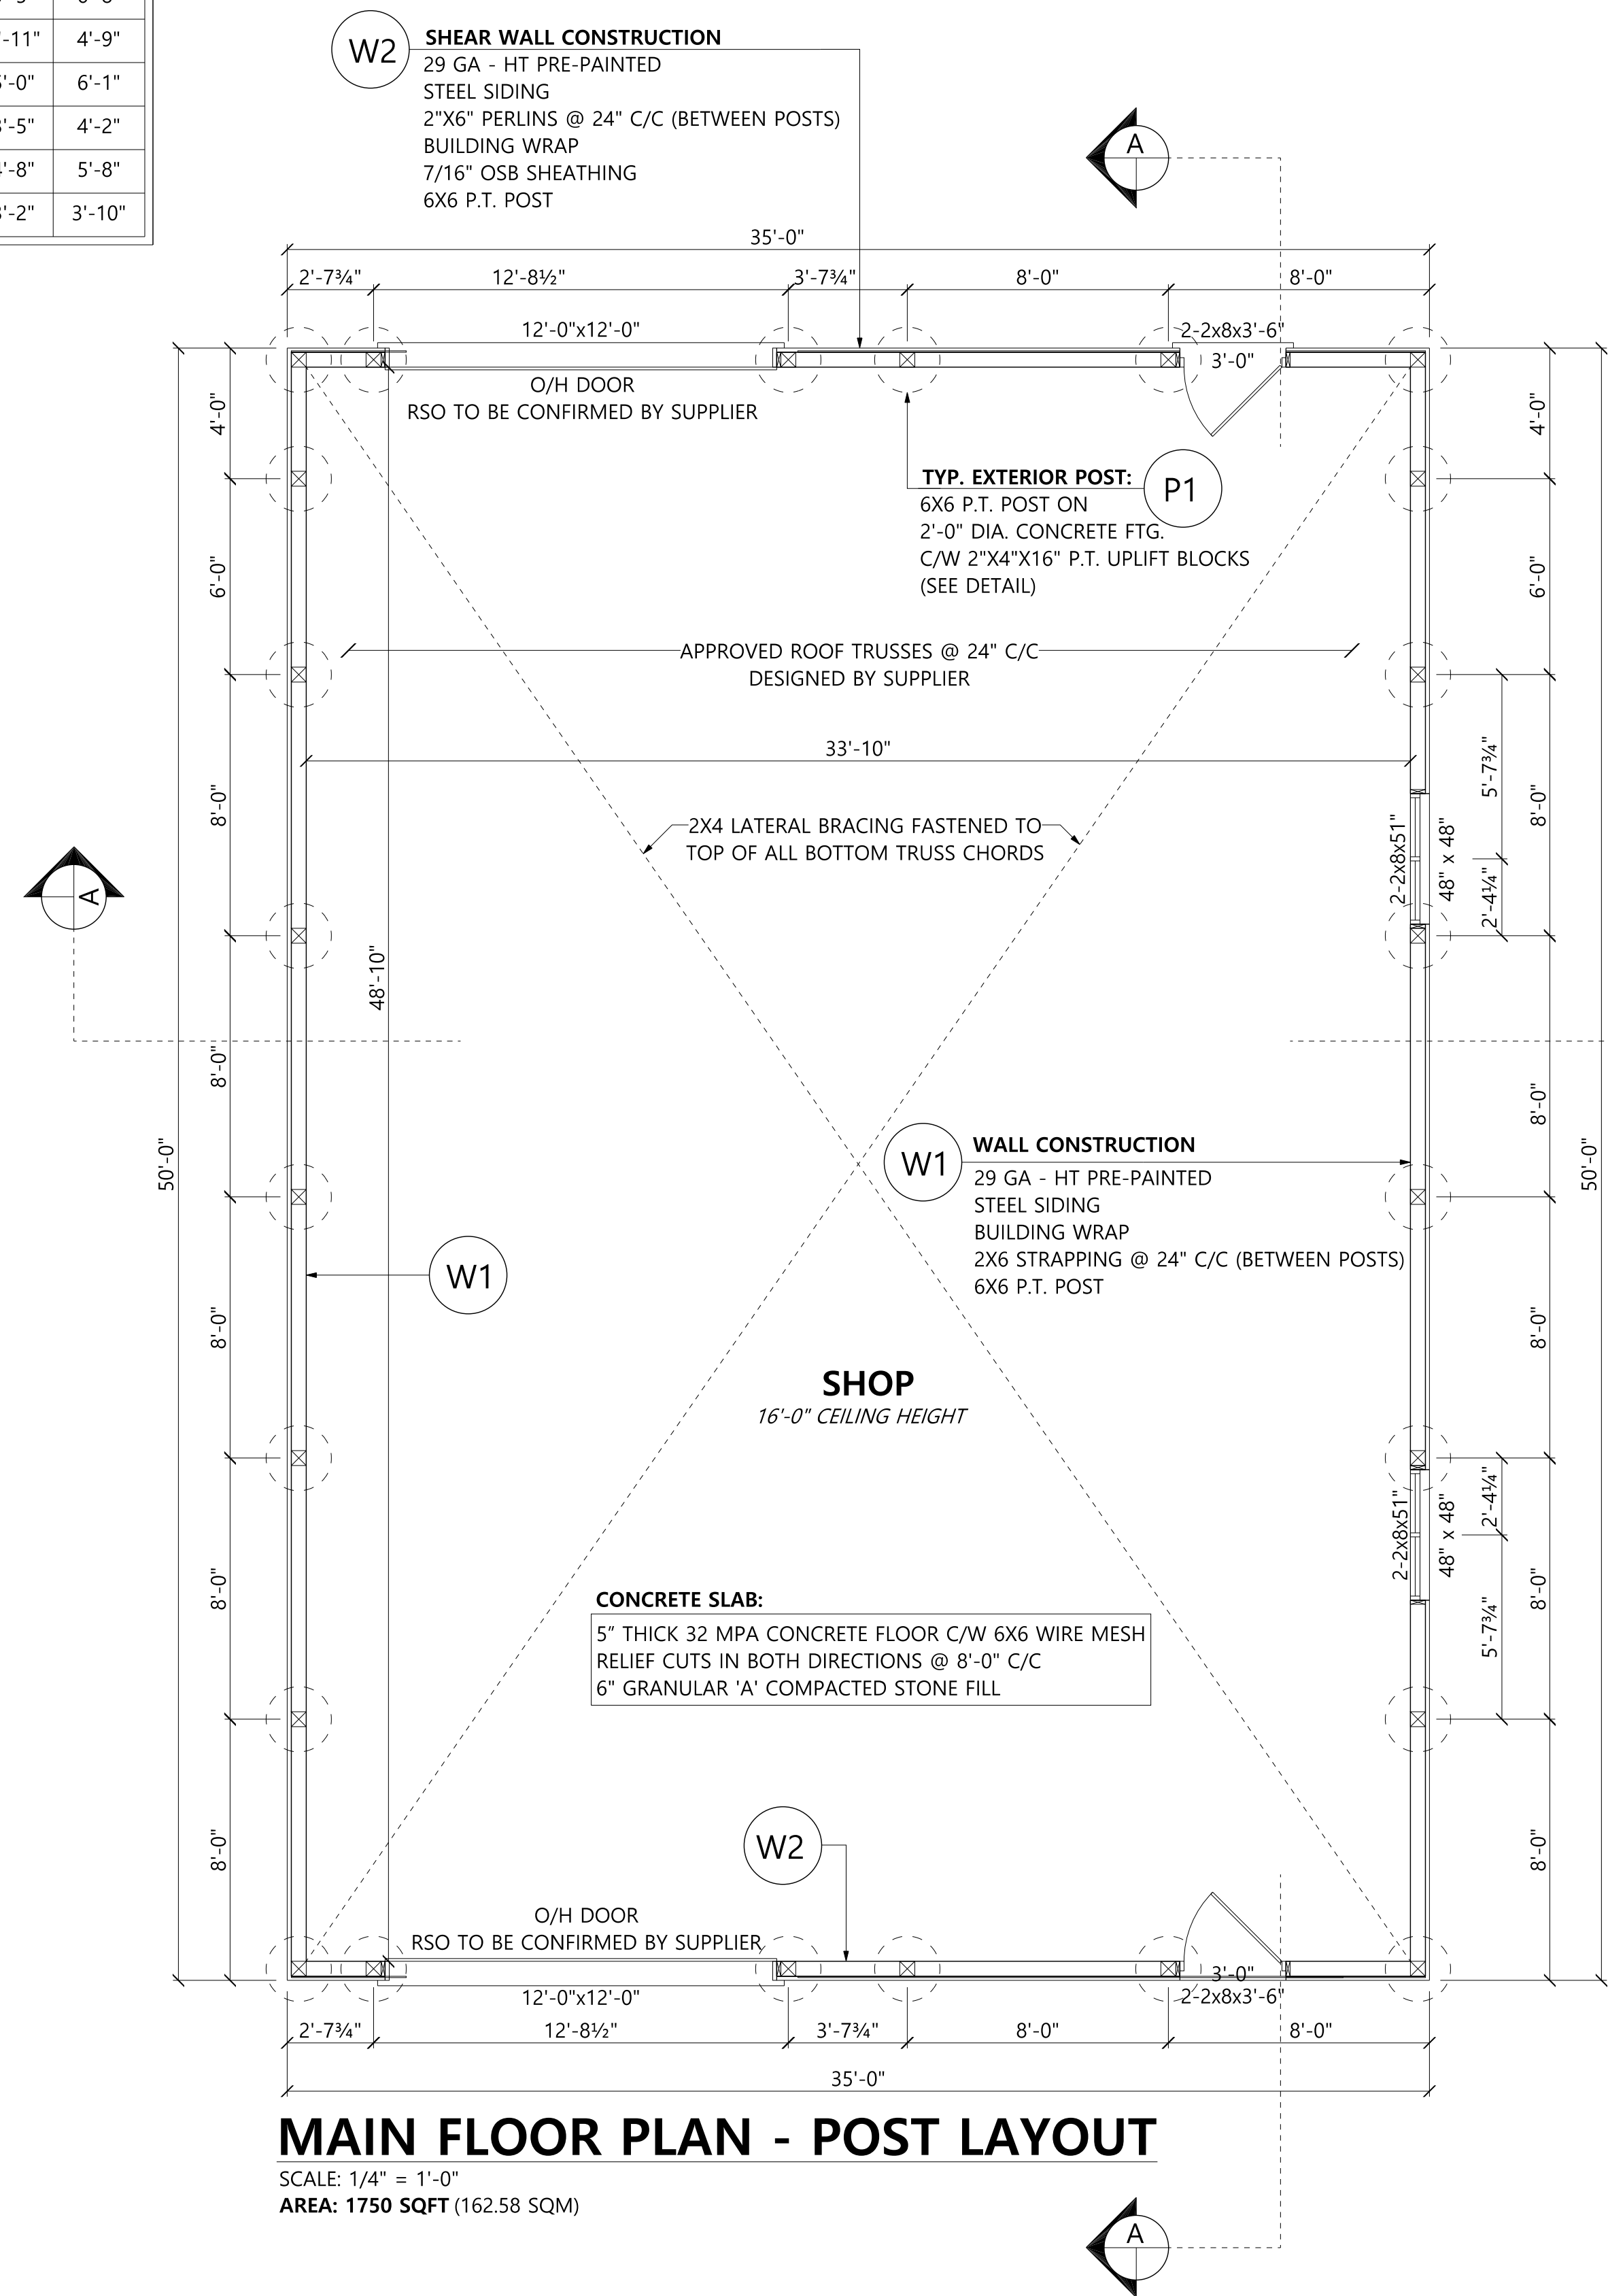 4'-9"
6'-1"
4'-2"
5'-8"
3'-10"
W2
SHEAR WALL CONSTRUCTION
29 GA - HT PRE-PAINTED
STEEL SIDING
2"X6" PERLINS @ 24" C/C (BETWEEN POSTS)
BUILDING WRAP
7/16" OSB SHEATHING
6X6 P.T. POST
A
35'-0"
2'-7¾" 12'-8½" 3'-7¾" 8'-0" 8'-0"
12'-0"x12'-0"
2-2x8x3'-6"
3'-0"
O/H DOOR
RSO TO BE CONFIRMED BY SUPPLIER
4'-0"
4'-0"
TYP. EXTERIOR POST:
P1
6X6 P.T. POST ON
2'-0" DIA. CONCRETE FTG.
C/W 2"X4"X16" P.T. UPLIFT BLOCKS
(SEE DETAIL)
6'-0"
6'-0"
APPROVED ROOF TRUSSES @ 24" C/C
DESIGNED BY SUPPLIER
33'-10"
5'-7¾"
8'-0"
8'-0"
2X4 LATERAL BRACING FASTENED TO
TOP OF ALL BOTTOM TRUSS CHORDS
2-2x8x51"
48" x 48"
2'-4¼"
A
48'-10"
8'-0"
8'-0"
50'-0"
50'-0"
W1
WALL CONSTRUCTION
29 GA - HT PRE-PAINTED
STEEL SIDING
BUILDING WRAP
2X6 STRAPPING @ 24" C/C (BETWEEN POSTS)
6X6 P.T. POST
W1
8'-0"
8'-0"
SHOP
16'-0" CEILING HEIGHT
2'-4¼"
2-2x8x51"
48" x 48"
8'-0"
8'-0"
5'-7¾"
CONCRETE SLAB:
5" THICK 32 MPA CONCRETE FLOOR C/W 6X6 WIRE MESH
RELIEF CUTS IN BOTH DIRECTIONS @ 8'-0" C/C
6" GRANULAR 'A' COMPACTED STONE FILL
W2
8'-0"
8'-0"
O/H DOOR
RSO TO BE CONFIRMED BY SUPPLIER
3'-0"
12'-0"x12'-0"
2-2x8x3'-6"
2'-7¾" 12'-8½" 3'-7¾" 8'-0" 8'-0"
35'-0"
MAIN FLOOR PLAN - POST LAYOUT
SCALE: 1/4" = 1'-0"
AREA: 1750 SQFT (162.58 SQM)
A